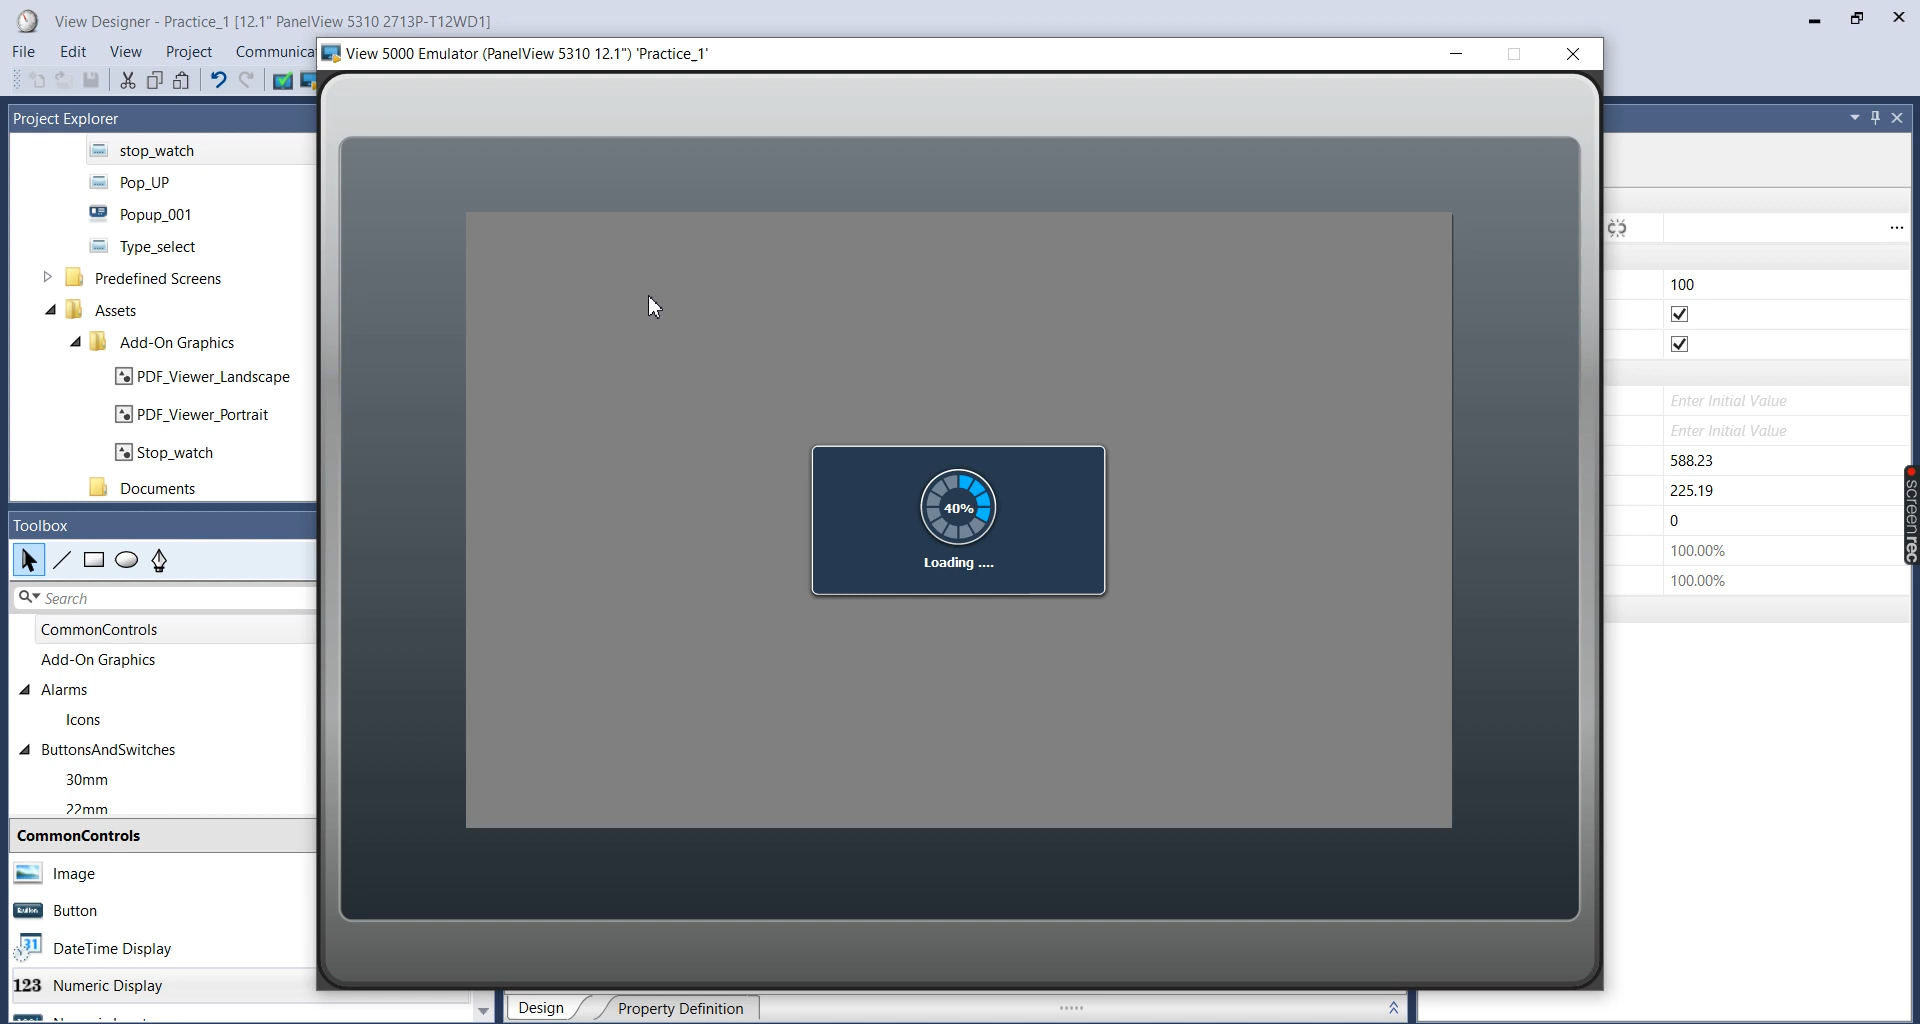 View Designer - Practice_1 [12.1" PanelView 5310 2713P-T12WD1]
File Edit View Project
View 5000 Emulator (PanelView 5310 12.1") 'Practice_1'
Project Explorer
stop_watch
Pop_UP
Popup_001
Type_select
Predefined Screens
Assets
Add-On Graphics
PDF_Viewer_Landscape
PDF_Viewer_Portrait
Stop_watch
Documents
Toolbox
Search
CommonControls
Add-On Graphics
Alarms
Icons
ButtonsAndSwitches
30mm
22mm
CommonControls
Image
Button
Button
31
DateTime Display
123 Numeric Display
40%
Loading ....
Design
Property Definition
...
100
Enter Initial Value
Enter Initial Value
588.23
225.19
0
100.00%
100.00%
screenrec